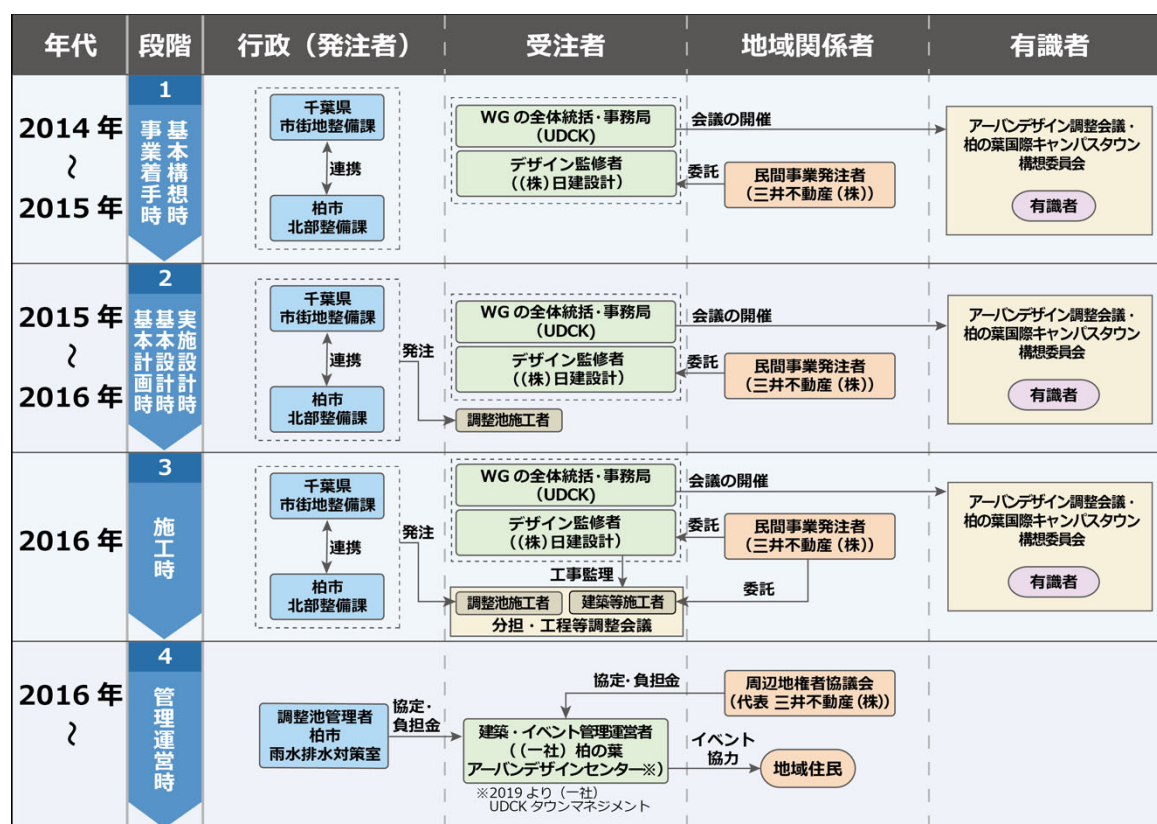 年代
段階
行政（発注者）
受注者
地域関係者
有識者
2014 年
～
2015 年
1
基本構想時
事業着手時
千葉県
市街地整備課
連携
柏市
北部整備課
WG の全体統括・事務局
（UDCK)
デザイン監修者
（(株）日建設計）
会議の開催
委託
民間事業発注者
（三井不動産（株））
アーバンデザイン調整会議・
柏の葉国際キャンパスタウン
構想委員会
有識者
2015 年
～
2016 年
2
実施設計時
基本設計時
基本計画時
千葉県
市街地整備課
連携
柏市
北部整備課
発注
WG の全体統括・事務局
（UDCK)
デザイン監修者
（(株）日建設計）
調整池施工者
会議の開催
委託
民間事業発注者
（三井不動産（株））
アーバンデザイン調整会議・
柏の葉国際キャンパスタウン
構想委員会
有識者
2016 年
3
施工時
千葉県
市街地整備課
連携
柏市
北部整備課
発注
WG の全体統括・事務局
（UDCK)
デザイン監修者
（(株）日建設計）
工事監理
調整池施工者
建築等施工者
分担・工程等調整会議
会議の開催
委託
民間事業発注者
（三井不動産（株））
委託
アーバンデザイン調整会議・
柏の葉国際キャンパスタウン
構想委員会
有識者
2016 年
～
4
管理運営時
調整池管理者
柏市
雨水排水対策室
協定・
負担金
協定・負担金
周辺地権者協議会
（代表 三井不動産（株））
建築・イベント管理運営者
（（一社）柏の葉
アーバンデザインセンター※）
※2019 より（一社）
UDCK タウンマネジメント
イベント
協力
地域住民